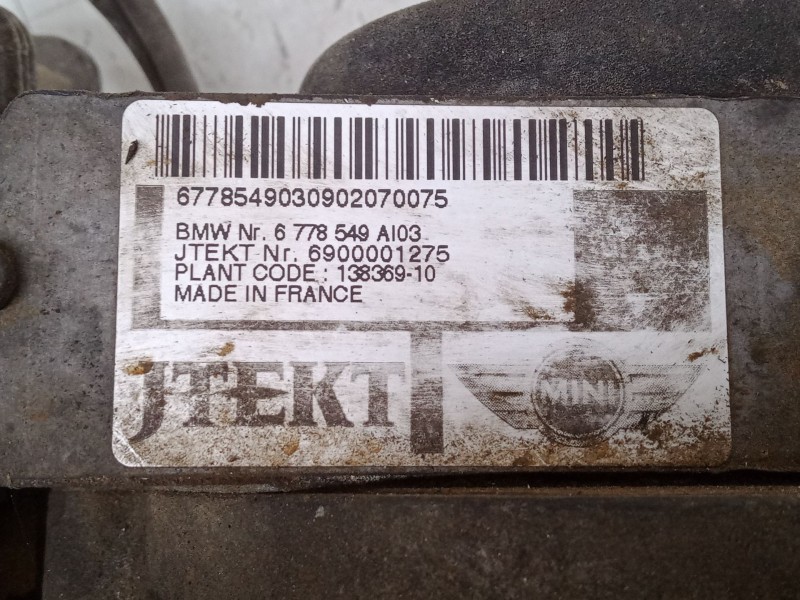 6778549030902070075
BMW Nr. 6 778 549 AI03
JTEKT Nr. 6900001275
PLANT CODE : 138369-10
MADE IN FRANCE
JTEKT
MINI